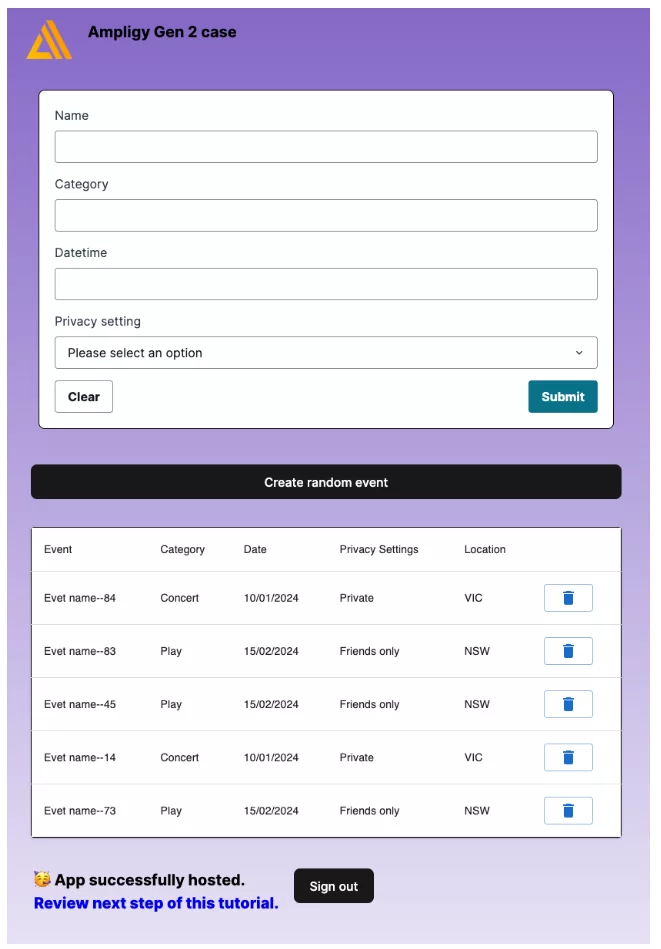 Ampligy Gen 2 case
Name
Category
Datetime
Privacy setting
Please select an option
Clear Submit
Create random event
Event Category Date Privacy Settings Location
Evet name--84 Concert 10/01/2024 Private VIC
Evet name--83 Play 15/02/2024 Friends only NSW
Evet name--45 Play 15/02/2024 Friends only NSW
Evet name--14 Concert 10/01/2024 Private VIC
Evet name--73 Play 15/02/2024 Friends only NSW
🥳 App successfully hosted.
Review next step of this tutorial.
Sign out